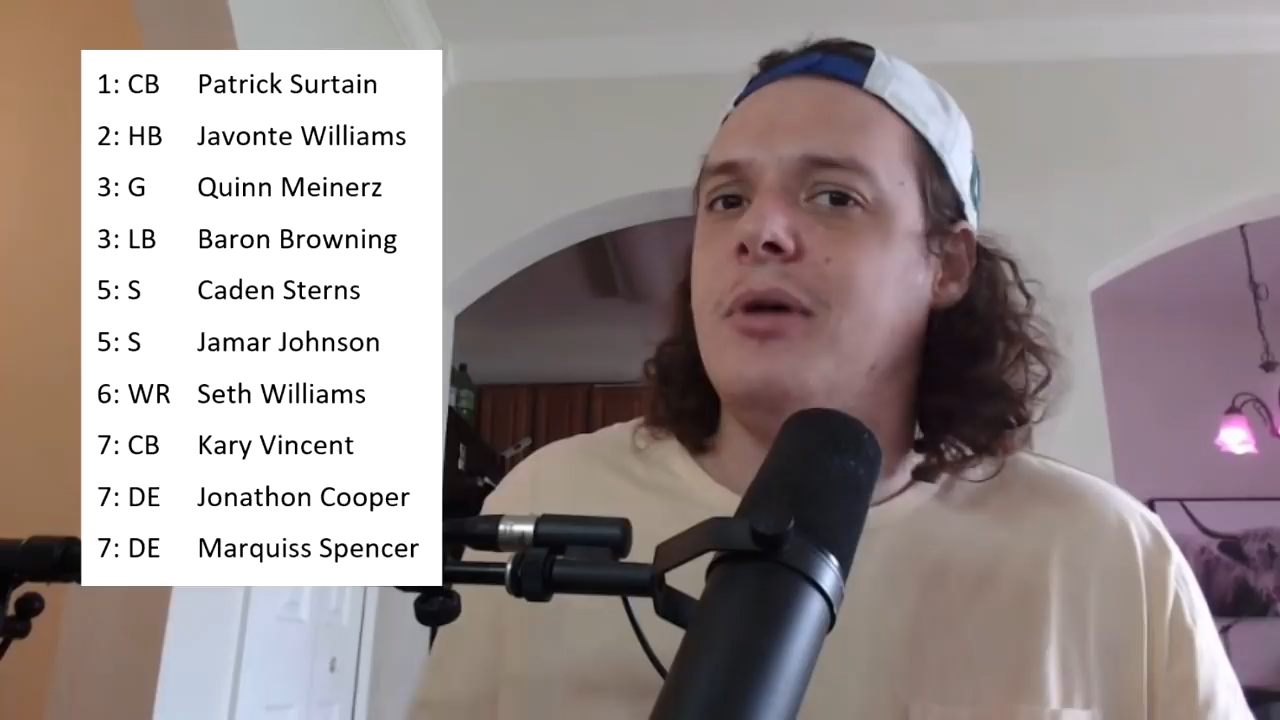 1: CB Patrick Surtain
2: HB Javonte Williams
3: G Quinn Meinerz
3: LB Baron Browning
5: S Caden Sterns
5: S Jamar Johnson
6: WR Seth Williams
7: CB Kary Vincent
7: DE Jonathon Cooper
7: DE Marquiss Spencer